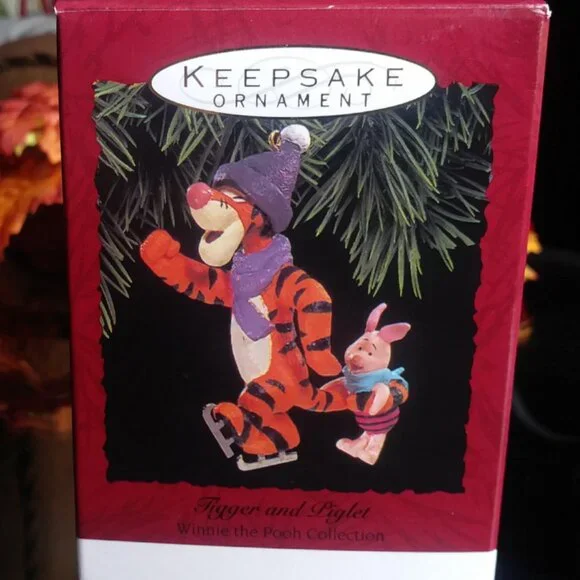 KEEPSAKE
ORNAMENT
Tigger and Piglet
Winnie the Pooh Collection